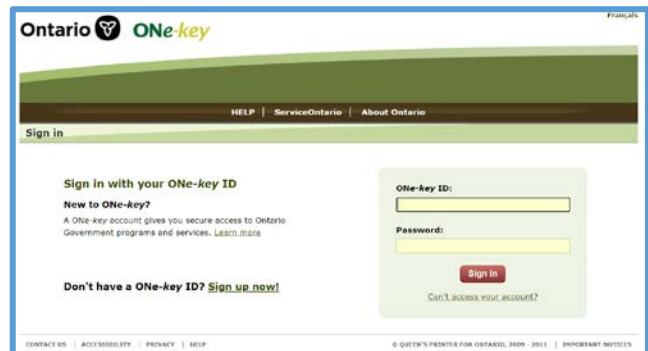 Français
Ontario ONe-key
HELP | ServiceOntario | About Ontario
Sign in
Sign in with your ONe-key ID
New to ONe-key?
A ONe-key account gives you secure access to Ontario
Government programs and services. Learn more
Don't have a ONe-key ID? Sign up now!
ONe-key ID:
Password:
Sign in
Can't access your account?
CONTACT US | ACCESSIBILITY | PRIVACY | HELP
© QUEEN'S PRINTER FOR ONTARIO, 2009 - 2011 | IMPORTANT NOTICES